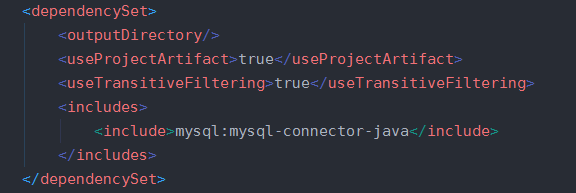 <dependencySet>
<outputDirectory/>
<useProjectArtifact>true</useProjectArtifact>
<useTransitiveFiltering>true</useTransitiveFiltering>
<includes>
<include>mysql:mysql-connector-java</include>
</includes>
</dependencySet>